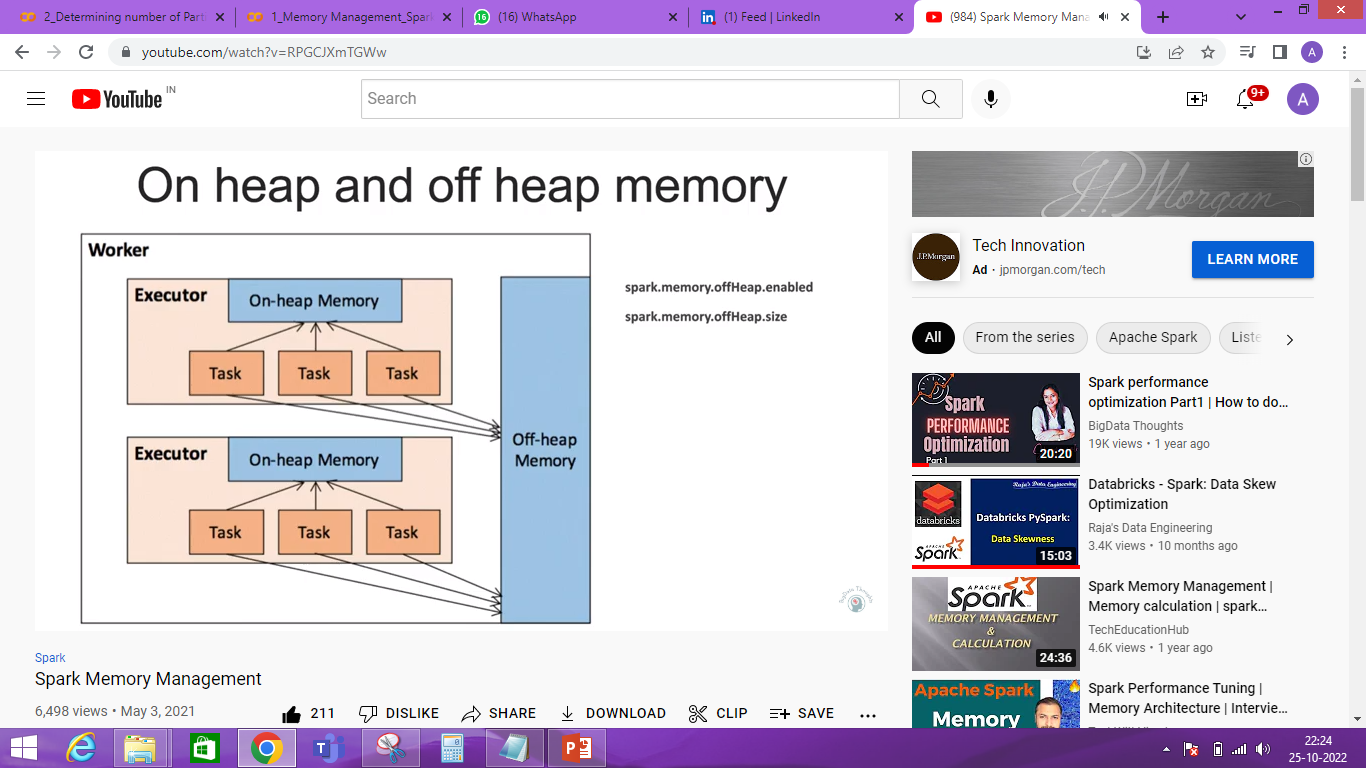 2_Determining number of Part
1_Memory Management_Spark
(16) WhatsApp
(1) Feed | LinkedIn
(984) Spark Memory Mana
youtube.com/watch?v=RPGCJXmTGWw
A
YouTube IN
Search
9+
A
On heap and off heap memory
Worker
Executor
On-heap Memory
Task Task Task
Executor
On-heap Memory
Task Task Task
Off-heap
Memory
spark.memory.offHeap.enabled
spark.memory.offHeap.size
Spark
Spark Memory Management
6,498 views • May 3, 2021
211 DISLIKE SHARE DOWNLOAD CLIP SAVE
J.P.Morgan
J.P.Morgan
Tech Innovation
Ad · jpmorgan.com/tech
LEARN MORE
All From the series Apache Spark Liste
Spark
PERFORMANCE
Optimization
Part 1
20:20
Spark performance
optimization Part1 | How to do…
BigData Thoughts
19K views • 1 year ago
databricks
APACHE
Spark
Raja's Data Engineering
Databricks PySpark:
Data Skewness
15:03
Databricks - Spark: Data Skew
Optimization
Raja's Data Engineering
3.4K views • 10 months ago
APACHE
Spark
MEMORY MANAGEMENT
&
CALCULATION
24:36
Spark Memory Management |
Memory calculation | spark…
TechEducationHub
4.6K views • 1 year ago
Apache Spark
Memory
Spark Performance Tuning |
Memory Architecture | Intervie…
22:24
25-10-2022